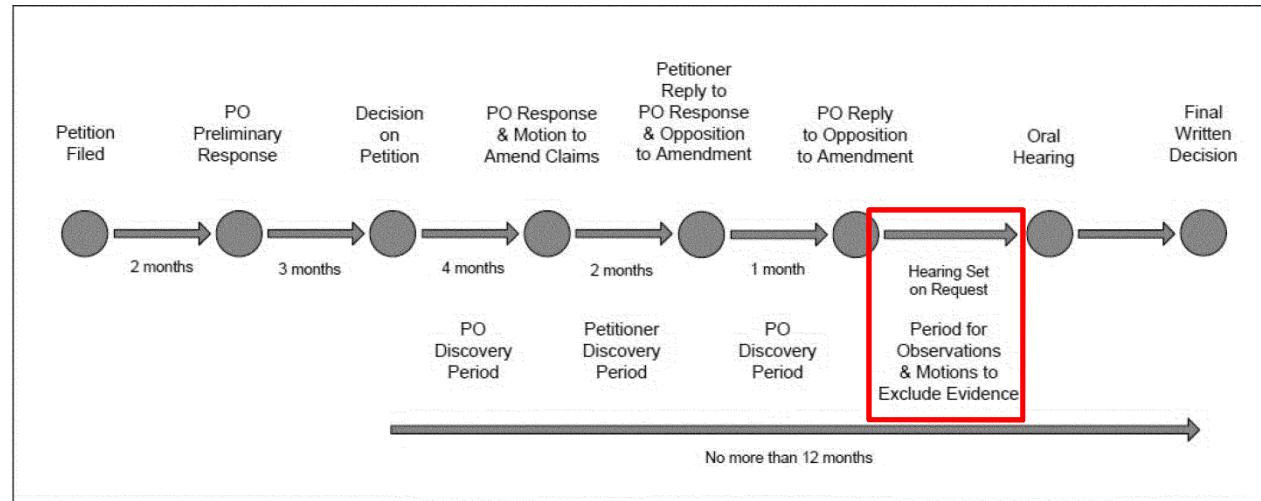 Petition
Filed
PO
Preliminary
Response
Decision
on
Petition
PO Response
& Motion to
Amend Claims
Petitioner
Reply to
PO Response
& Opposition
to Amendment
PO Reply
to Opposition
to Amendment
Oral
Hearing
Final
Written
Decision
2 months
3 months
4 months
2 months
1 month
Hearing Set
on Request
PO
Discovery
Period
Petitioner
Discovery
Period
PO
Discovery
Period
Period for
Observations
& Motions to
Exclude Evidence
No more than 12 months